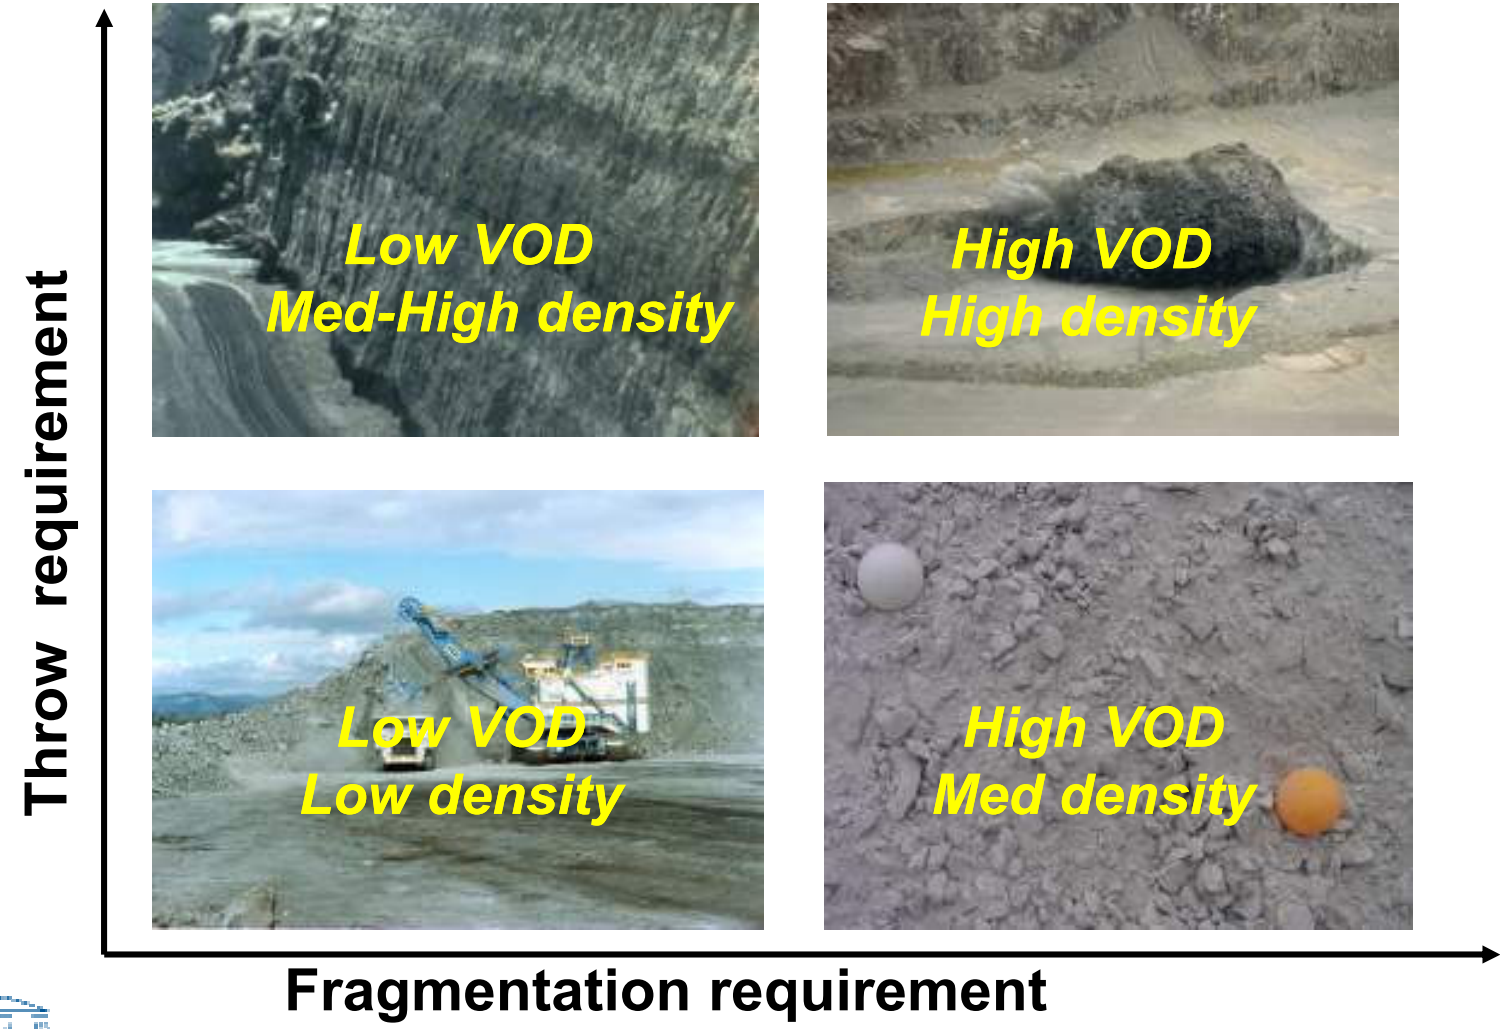 Low VOD
Med-High density
High VOD
High density
Throw requirement
Low VOD
Low density
High VOD
Med density
Fragmentation requirement